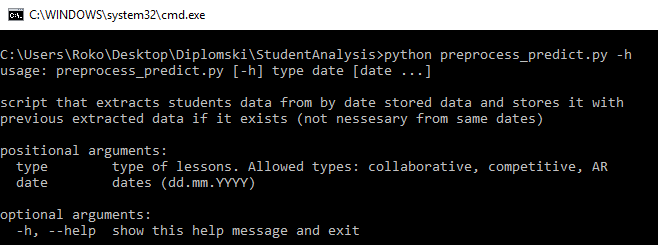 C:\WINDOWS\system32\cmd.exe
C:\Users\Roko\Desktop\Diplomski\StudentAnalysis>python preprocess_predict.py -h
usage: preprocess_predict.py [-h] type date [date ...]
script that extracts students data from by date stored data and stores it with
previous extracted data if it exists (not nessesary from same dates)
positional arguments:
type        type of lessons. Allowed types: collaborative, competitive, AR
date        dates (dd.mm.YYYY)
optional arguments:
-h, --help  show this help message and exit